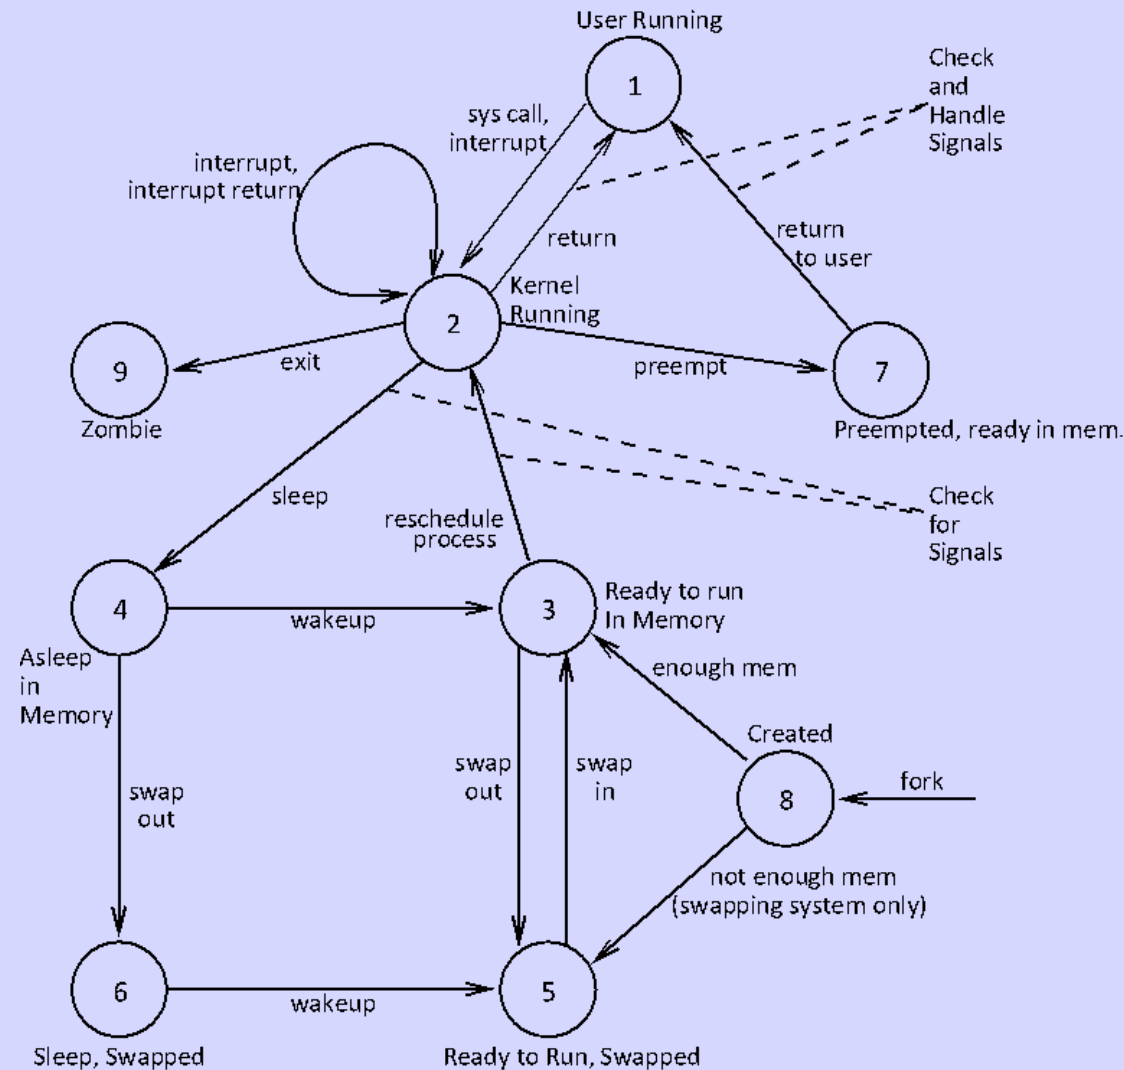 User Running
1
Check
and
Handle
Signals
sys call,
interrupt
interrupt,
interrupt return
return
return
to user
Kernel
Running
2
9
exit
preempt
7
Zombie
Preempted, ready in mem.
sleep
reschedule
process
Check
for
Signals
4
wakeup
3
Ready to run
In Memory
Asleep
in
Memory
enough mem
Created
swap
out
swap
in
swap
out
8
fork
not enough mem
(swapping system only)
6
wakeup
5
Sleep, Swapped
Ready to Run, Swapped